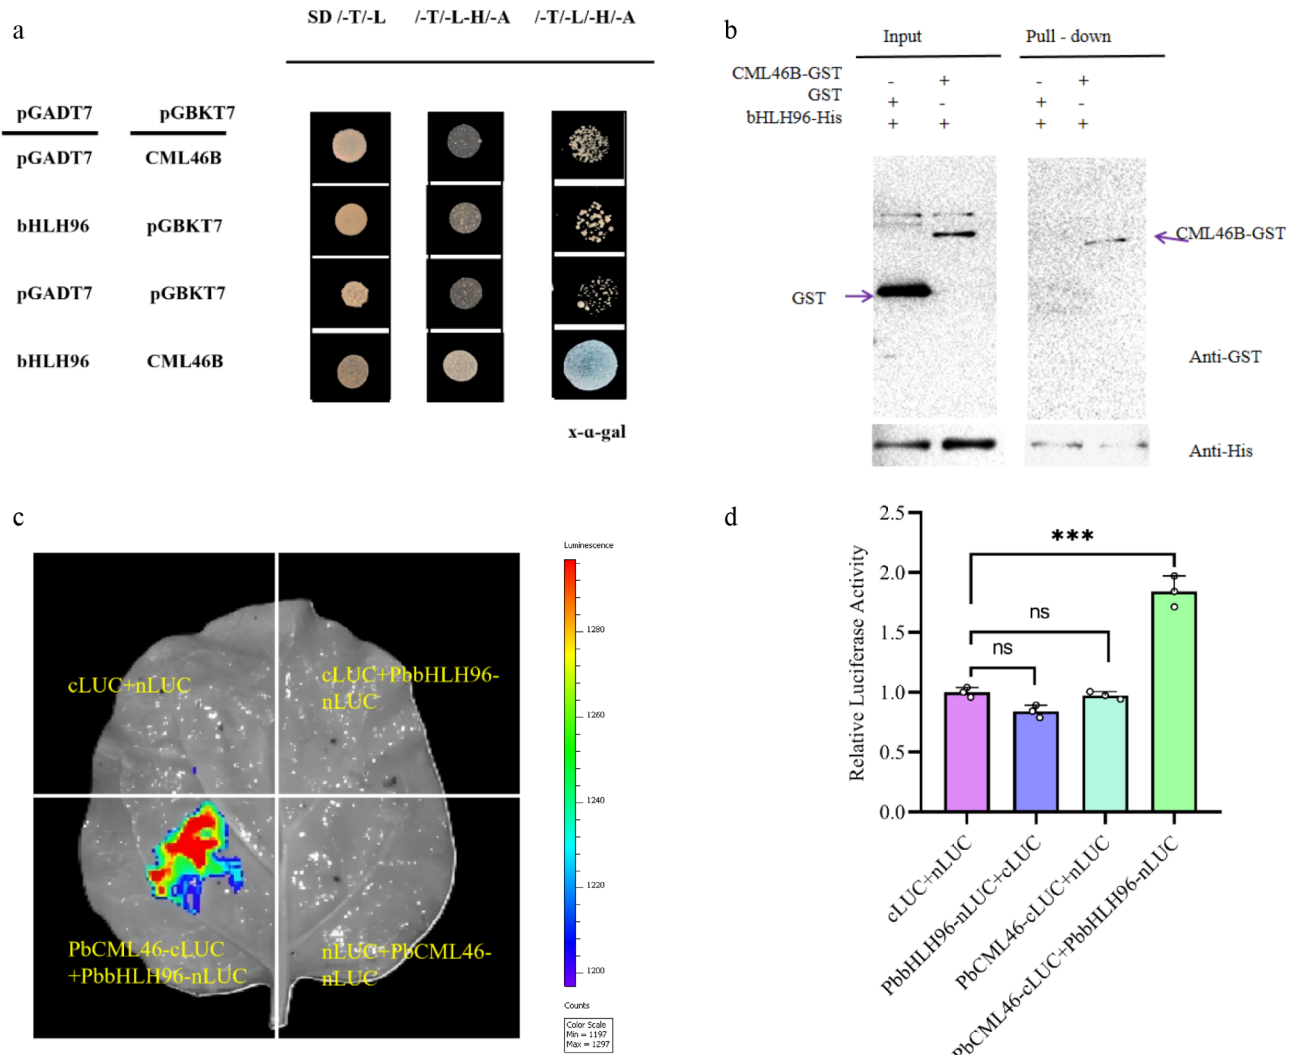 a
SD /-T/-L
/-T/-L-H/-A
/-T/-L/-H/-A
pGADT7
pGBKT7
pGADT7
CML46B
bHLH96
pGBKT7
pGADT7
pGBKT7
bHLH96
CML46B
x-α-gal
b
Input
Pull - down
CML46B-GST
- + - +
GST
+ - + -
bHLH96-His
+ + + +
CML46B-GST
GST
Anti-GST
Anti-His
c
cLUC+nLUC
cLUC+PbbHLH96-
nLUC
PbCML46-cLUC
+PbbHLH96-nLUC
nLUC+PbCML46-
nLUC
Luminescence
1280
1260
1240
1220
1200
Counts
Color Scale
Min = 1197
Max = 1297
d
Relative Luciferase Activity
2.5
2.0
1.5
1.0
0.5
0.0
***
ns
ns
cLUC+nLUC
PbbHLH96-nLUC+cLUC
PbCML46-cLUC+nLUC
PbCML46-cLUC+PbbHLH96-nLUC